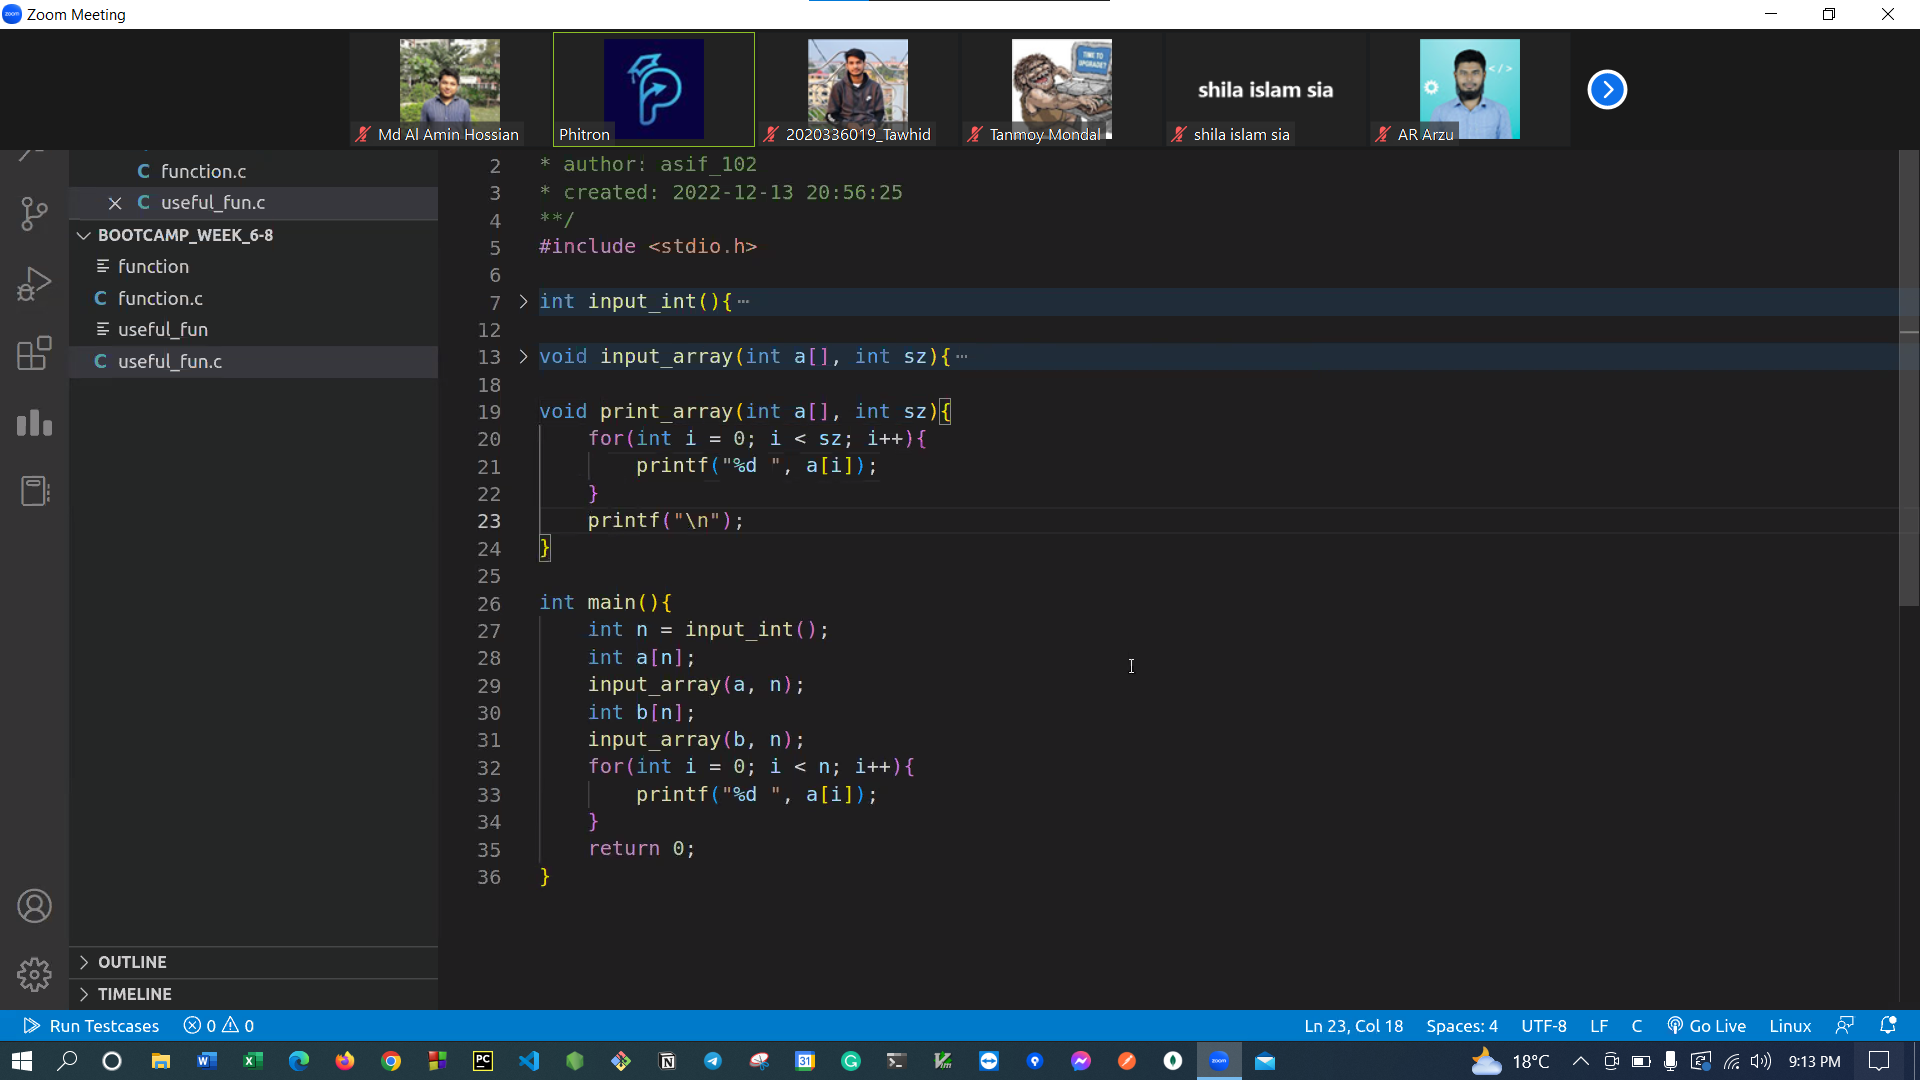 Zoom Meeting
TIME TO UPGRADE?
shila islam sia
</>
Md Al Amin Hossian
Phitron
2020336019_Tawhid
Tanmoy Mondal
shila islam sia
AR Arzu
C function.c
C useful_fun.c
BOOTCAMP_WEEK_6-8
function
C function.c
useful_fun
C useful_fun.c
OUTLINE
TIMELINE
2 * author: asif_102
3 * created: 2022-12-13 20:56:25
4 **/
5 #include <stdio.h>
6
7 int input_int(){⋯
12
13 void input_array(int a[], int sz){⋯
18
19 void print_array(int a[], int sz){
20 for(int i = 0; i < sz; i++){
21 printf("%d ", a[i]);
22 }
23 printf("\n");
24 }
25
26 int main(){
27 int n = input_int();
28 int a[n];
29 input_array(a, n);
30 int b[n];
31 input_array(b, n);
32 for(int i = 0; i < n; i++){
33 printf("%d ", a[i]);
34 }
35 return 0;
36 }
Run Testcases 0 0 Ln 23, Col 18 Spaces: 4 UTF-8 LF C Go Live Linux
18°C 9:13 PM